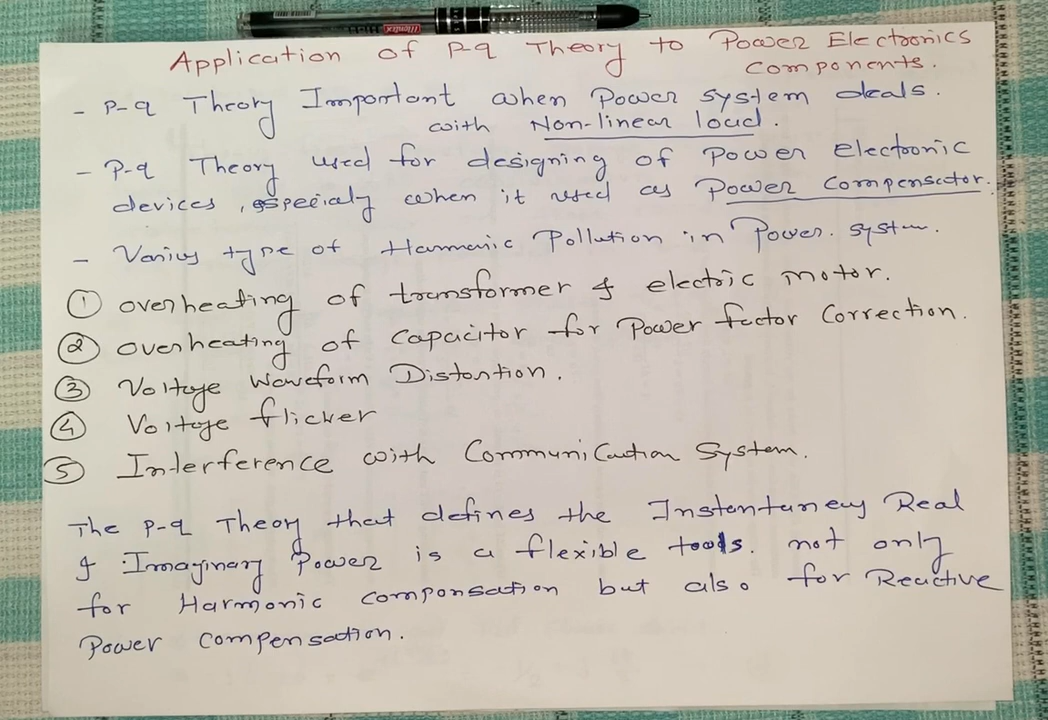 Application of P-q Theory to Power Electronics
Components.
- P-q Theory Important when Power system deals.
with Non-linear load.
- P-q Theory used for designing of Power electronic
devices, especialy when it used as Power Compensator.
- Various type of Harmonic Pollution in Power. system.
① overheating of transformer & electric motor.
② overheating of Capacitor for Power factor Correction.
③ Voltage Waveform Distortion.
④ Voltage flicker
⑤ Interference with Communication System.
The P-q Theory that defines the Instantaneous Real
& Imaginary Power is a flexible tools. not only
for Harmonic componsation but also for Reactive
Power compensation.